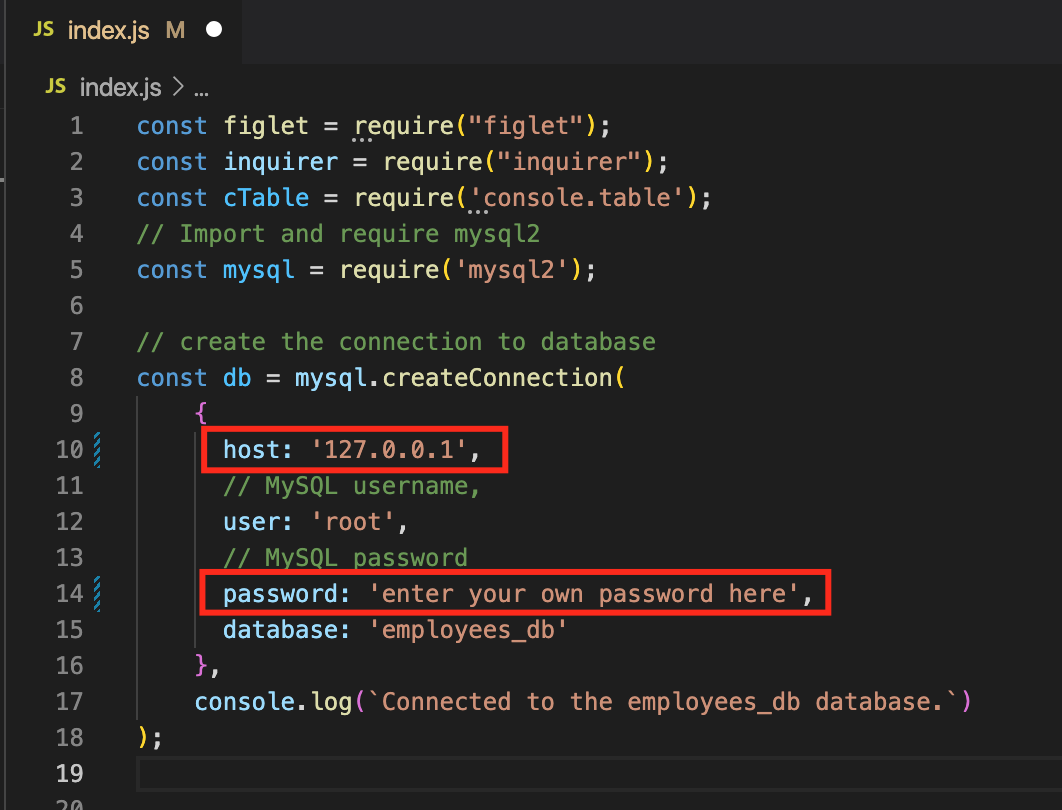 JS index.js M
JS index.js > ...
1 const figlet = require("figlet");
2 const inquirer = require("inquirer");
3 const cTable = require('console.table');
4 // Import and require mysql2
5 const mysql = require('mysql2');
6
7 // create the connection to database
8 const db = mysql.createConnection(
9 {
10 host: '127.0.0.1',
11 // MySQL username,
12 user: 'root',
13 // MySQL password
14 password: 'enter your own password here',
15 database: 'employees_db'
16 },
17 console.log(`Connected to the employees_db database.`)
18 );
19
20